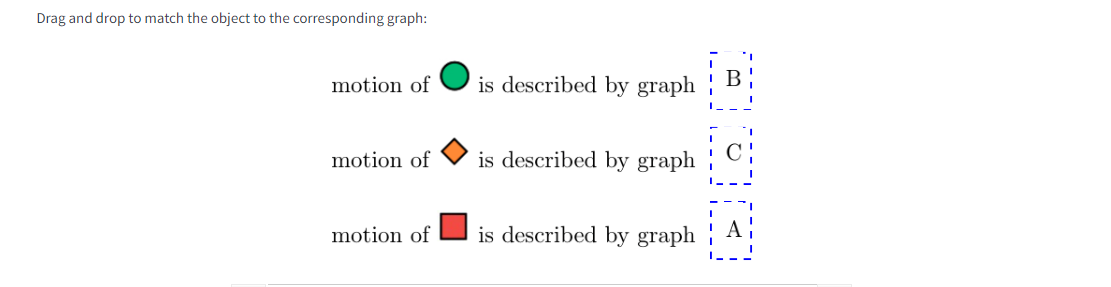 Drag and drop to match the object to the corresponding graph:
motion of is described by graph B
motion of is described by graph C
motion of is described by graph A